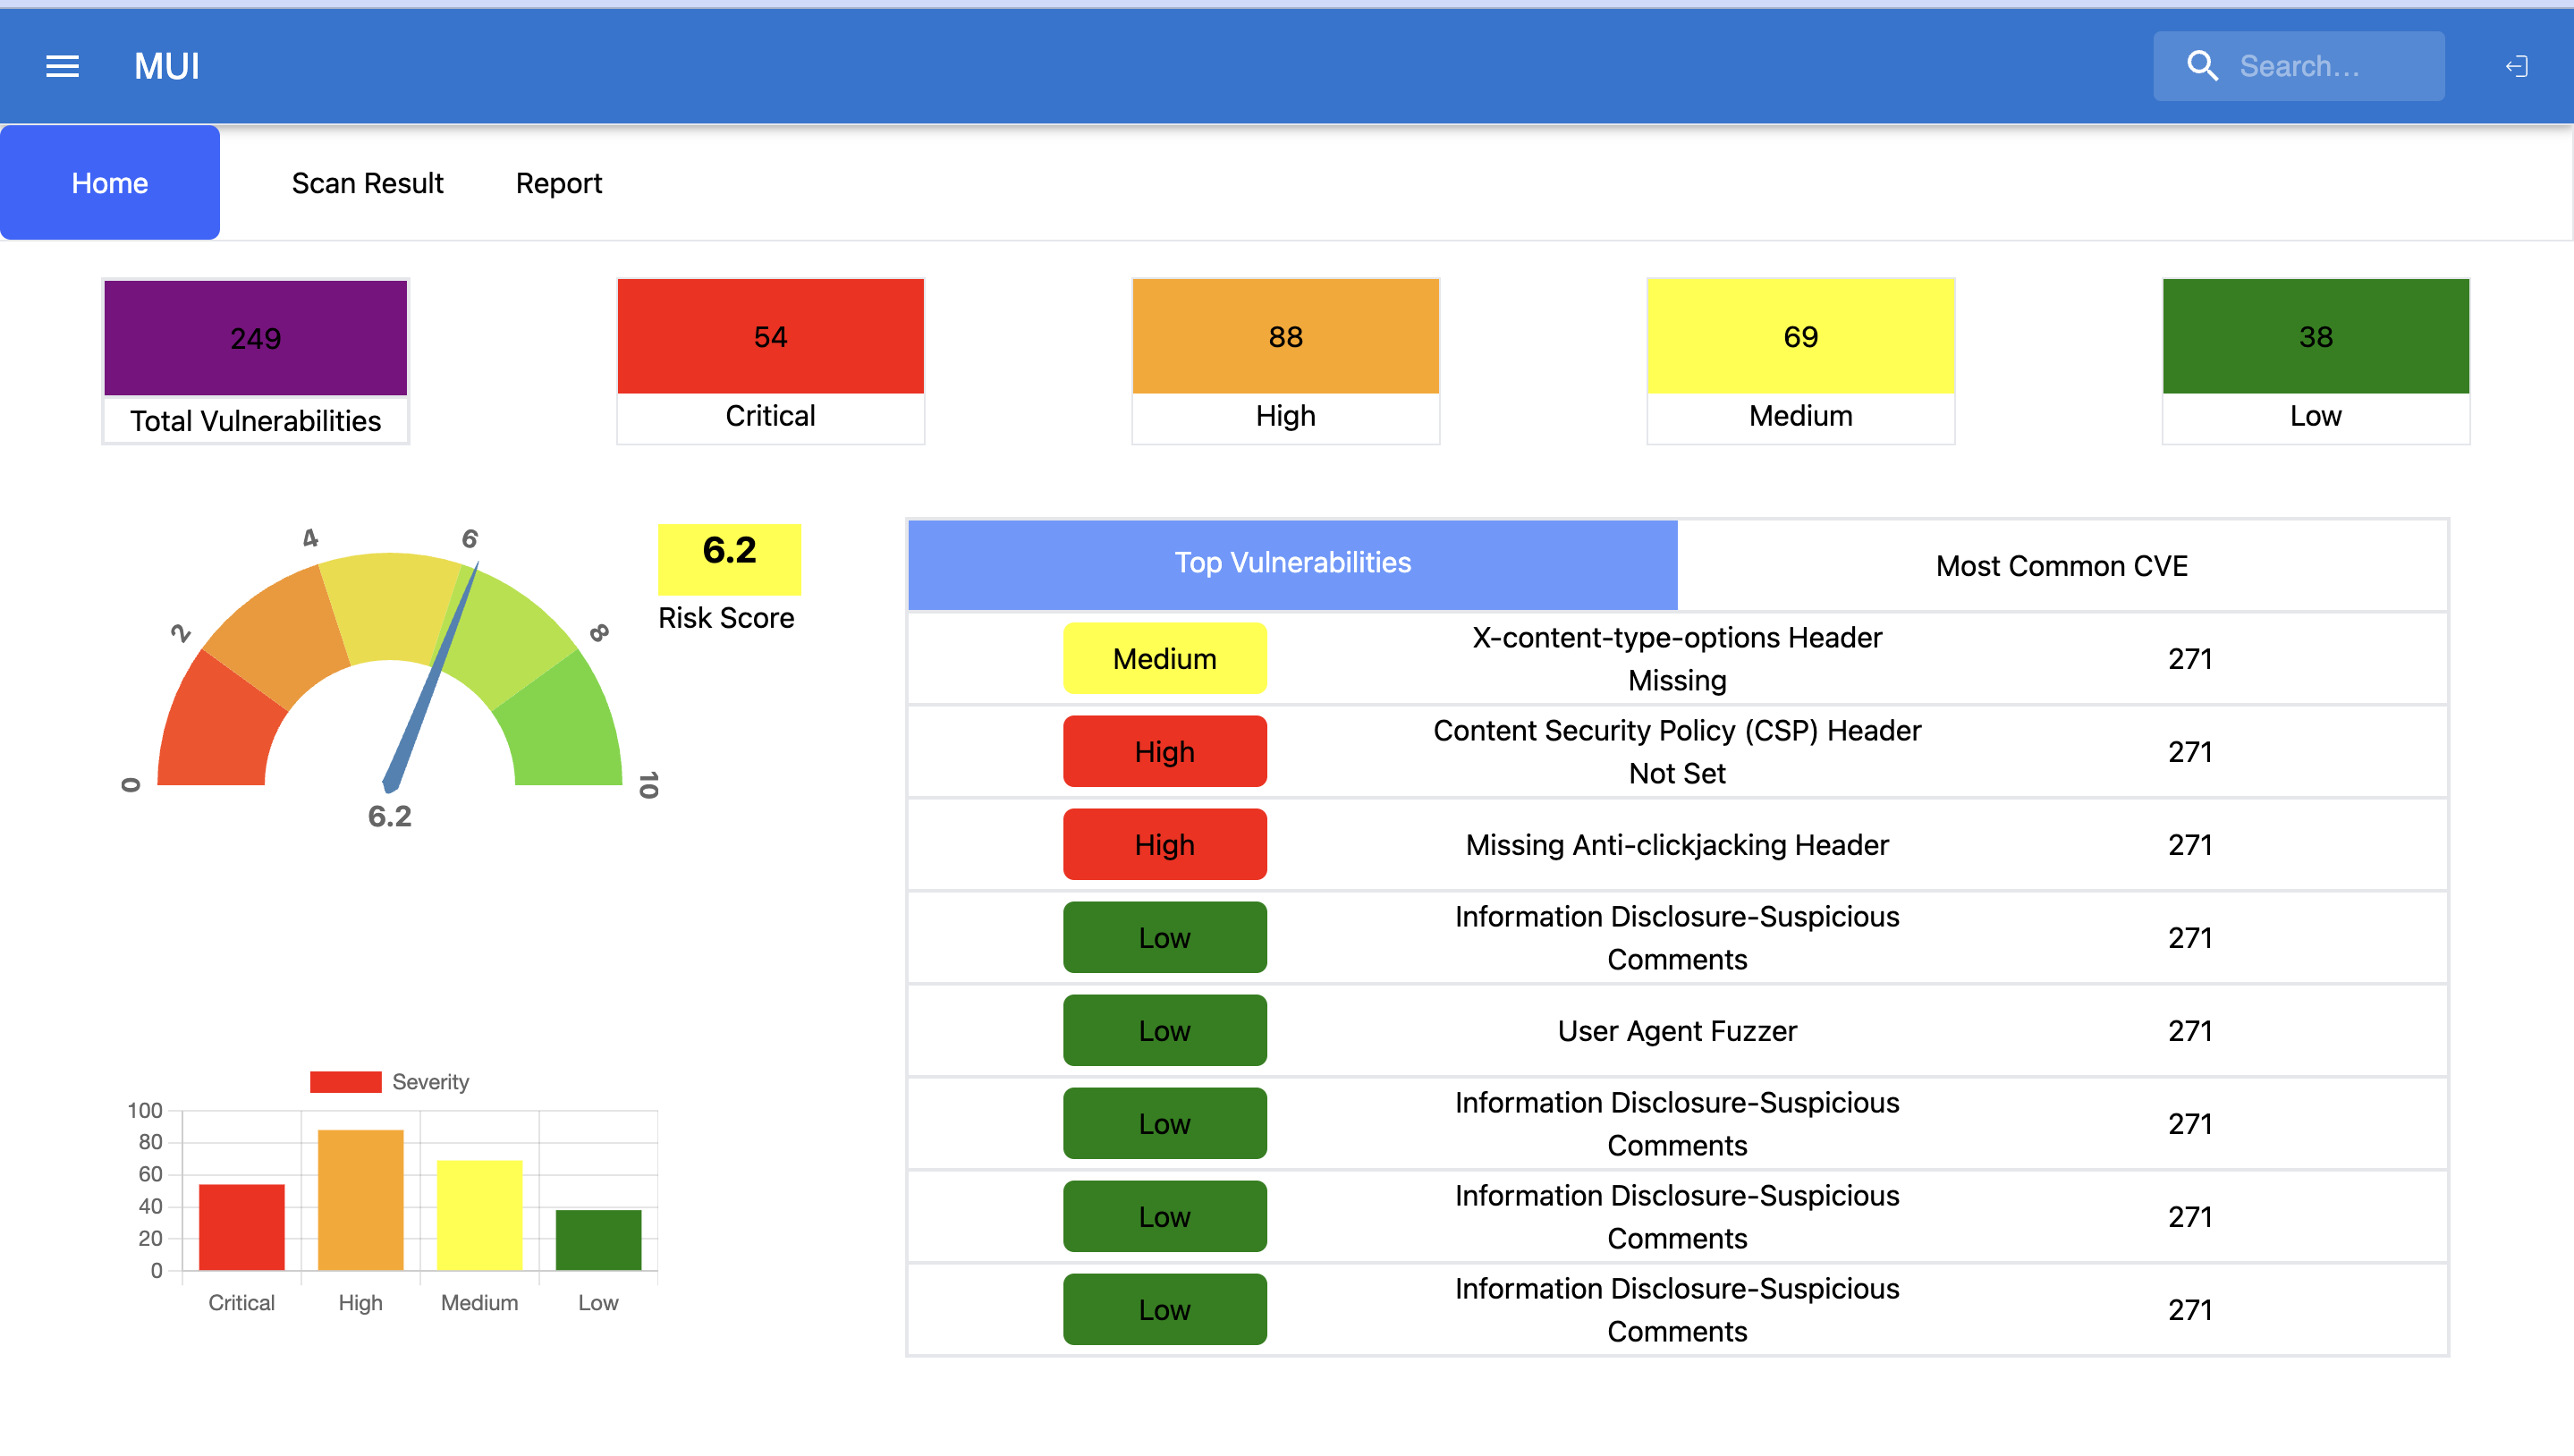 MUI
Search...
Home
Scan Result
Report
249
Total Vulnerabilities
54
Critical
88
High
69
Medium
38
Low
0
2
4
6
8
10
6.2
6.2
Risk Score
Severity
100
80
60
40
20
0
Critical
High
Medium
Low
Top Vulnerabilities
Most Common CVE
Medium
X-content-type-options Header
Missing
271
High
Content Security Policy (CSP) Header
Not Set
271
High
Missing Anti-clickjacking Header
271
Low
Information Disclosure-Suspicious
Comments
271
Low
User Agent Fuzzer
271
Low
Information Disclosure-Suspicious
Comments
271
Low
Information Disclosure-Suspicious
Comments
271
Low
Information Disclosure-Suspicious
Comments
271